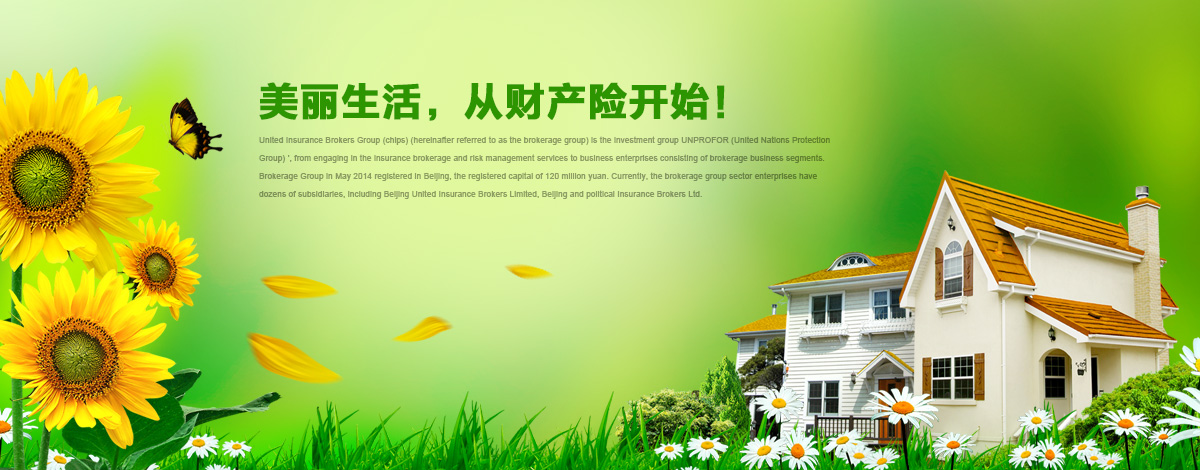 美丽生活，从财产险开始！
United Insurance Brokers Group (chips) (hereinafter referred to as the brokerage group) is the investment group UNPROFOR (United Nations Protection
Group) ', from engaging in the insurance brokerage and risk management services to business enterprises consisting of brokerage business segments.
Brokerage Group in May 2014 registered in Beijing, the registered capital of 120 million yuan. Currently, the brokerage group sector enterprises have
dozens of subsidiaries, including Beijing United Insurance Brokers Limited, Beijing and political Insurance Brokers Ltd.